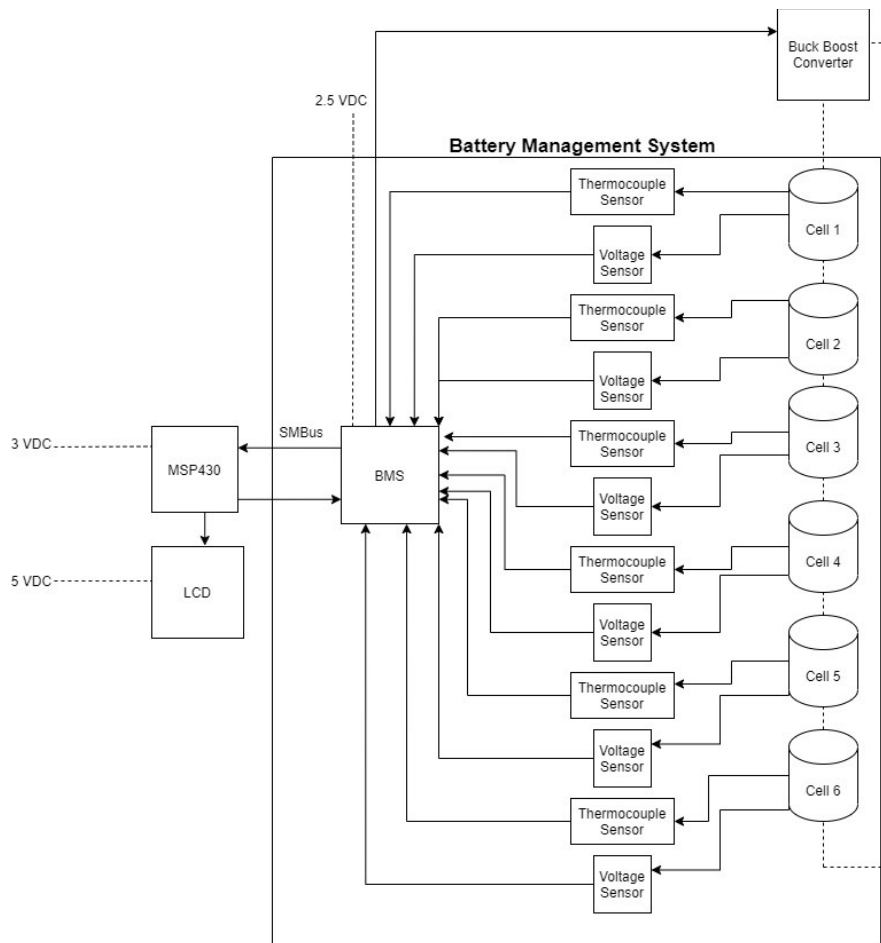 Buck Boost
Converter
2.5 VDC
Battery Management System
Thermocouple
Sensor
Cell 1
Voltage
Sensor
Thermocouple
Sensor
Cell 2
Voltage
Sensor
Thermocouple
Sensor
Cell 3
SMBus
3 VDC
MSP430
BMS
Voltage
Sensor
Thermocouple
Sensor
Cell 4
5 VDC
LCD
Voltage
Sensor
Thermocouple
Sensor
Cell 5
Voltage
Sensor
Thermocouple
Sensor
Cell 6
Voltage
Sensor